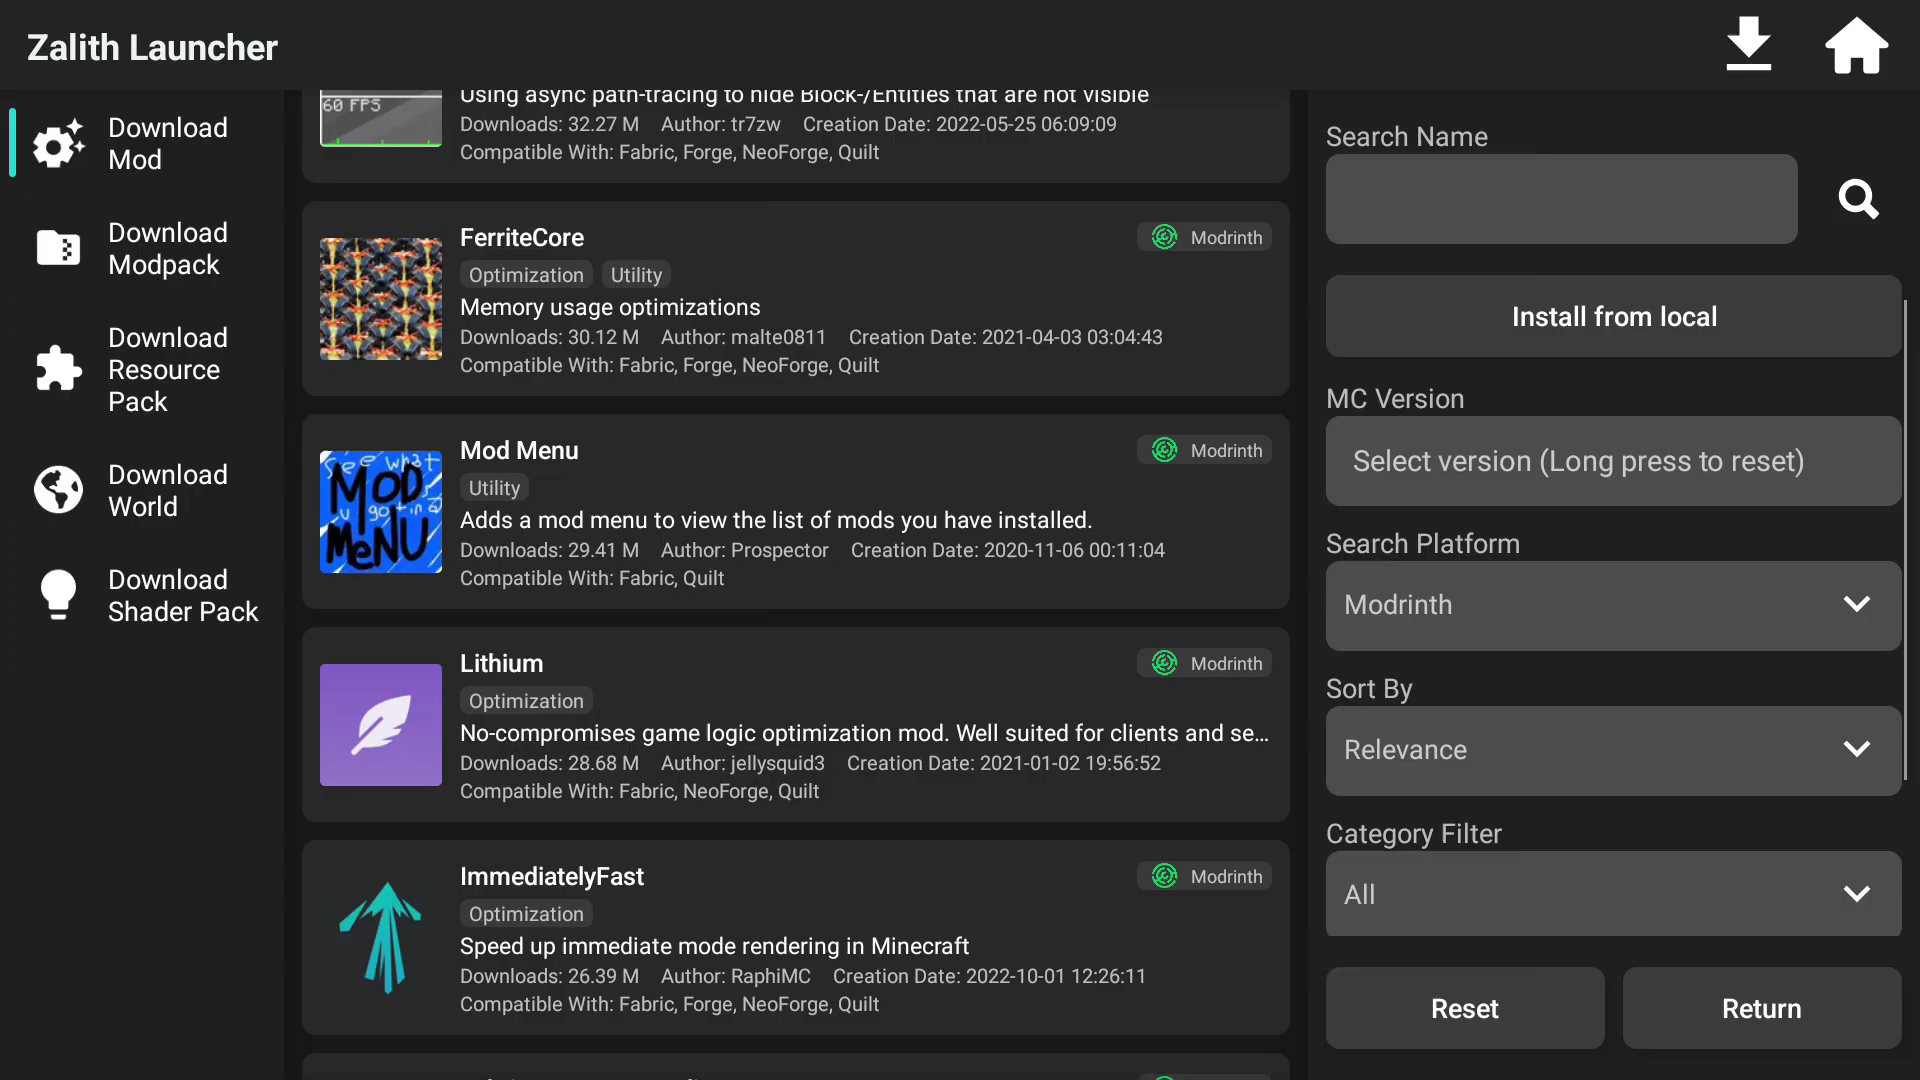 Zalith Launcher
Download
Mod
Download
Modpack
Download
Resource
Pack
Download
World
Download
Shader Pack
60 FPS
Using async path-tracing to hide Block-/Entities that are not visible
Downloads: 32.27 M Author: tr7zw Creation Date: 2022-05-25 06:09:09
Compatible With: Fabric, Forge, NeoForge, Quilt
FerriteCore
Modrinth
Optimization Utility
Memory usage optimizations
Downloads: 30.12 M Author: malte0811 Creation Date: 2021-04-03 03:04:43
Compatible With: Fabric, Forge, NeoForge, Quilt
See what
MOD
u got in a
MeNU
Mod Menu
Modrinth
Utility
Adds a mod menu to view the list of mods you have installed.
Downloads: 29.41 M Author: Prospector Creation Date: 2020-11-06 00:11:04
Compatible With: Fabric, Quilt
Lithium
Modrinth
Optimization
No-compromises game logic optimization mod. Well suited for clients and se...
Downloads: 28.68 M Author: jellysquid3 Creation Date: 2021-01-02 19:56:52
Compatible With: Fabric, NeoForge, Quilt
ImmediatelyFast
Modrinth
Optimization
Speed up immediate mode rendering in Minecraft
Downloads: 26.39 M Author: RaphiMC Creation Date: 2022-10-01 12:26:11
Compatible With: Fabric, Forge, NeoForge, Quilt
Search Name
Install from local
MC Version
Select version (Long press to reset)
Search Platform
Modrinth
Sort By
Relevance
Category Filter
All
Reset
Return